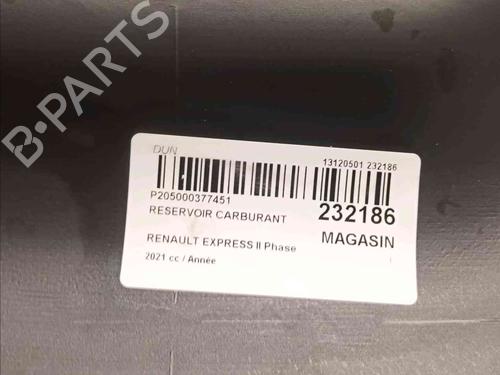 B-PARTS
DUN
13120501 232186
P205000377451
RESERVOIR CARBURANT
232186
RENAULT EXPRESS II Phase
MAGASIN
2021 cc / Année